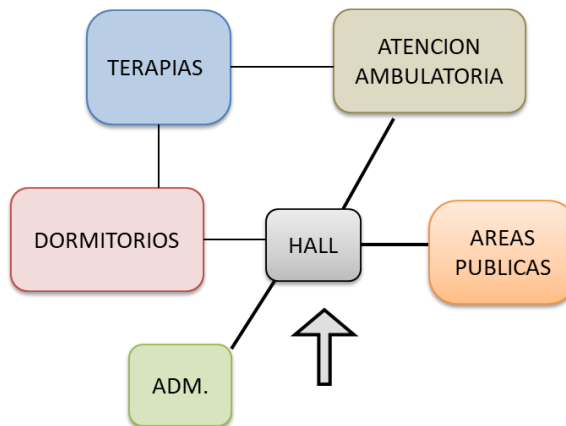 TERAPIAS
ATENCION
AMBULATORIA
DORMITORIOS
HALL
AREAS
PUBLICAS
ADM.